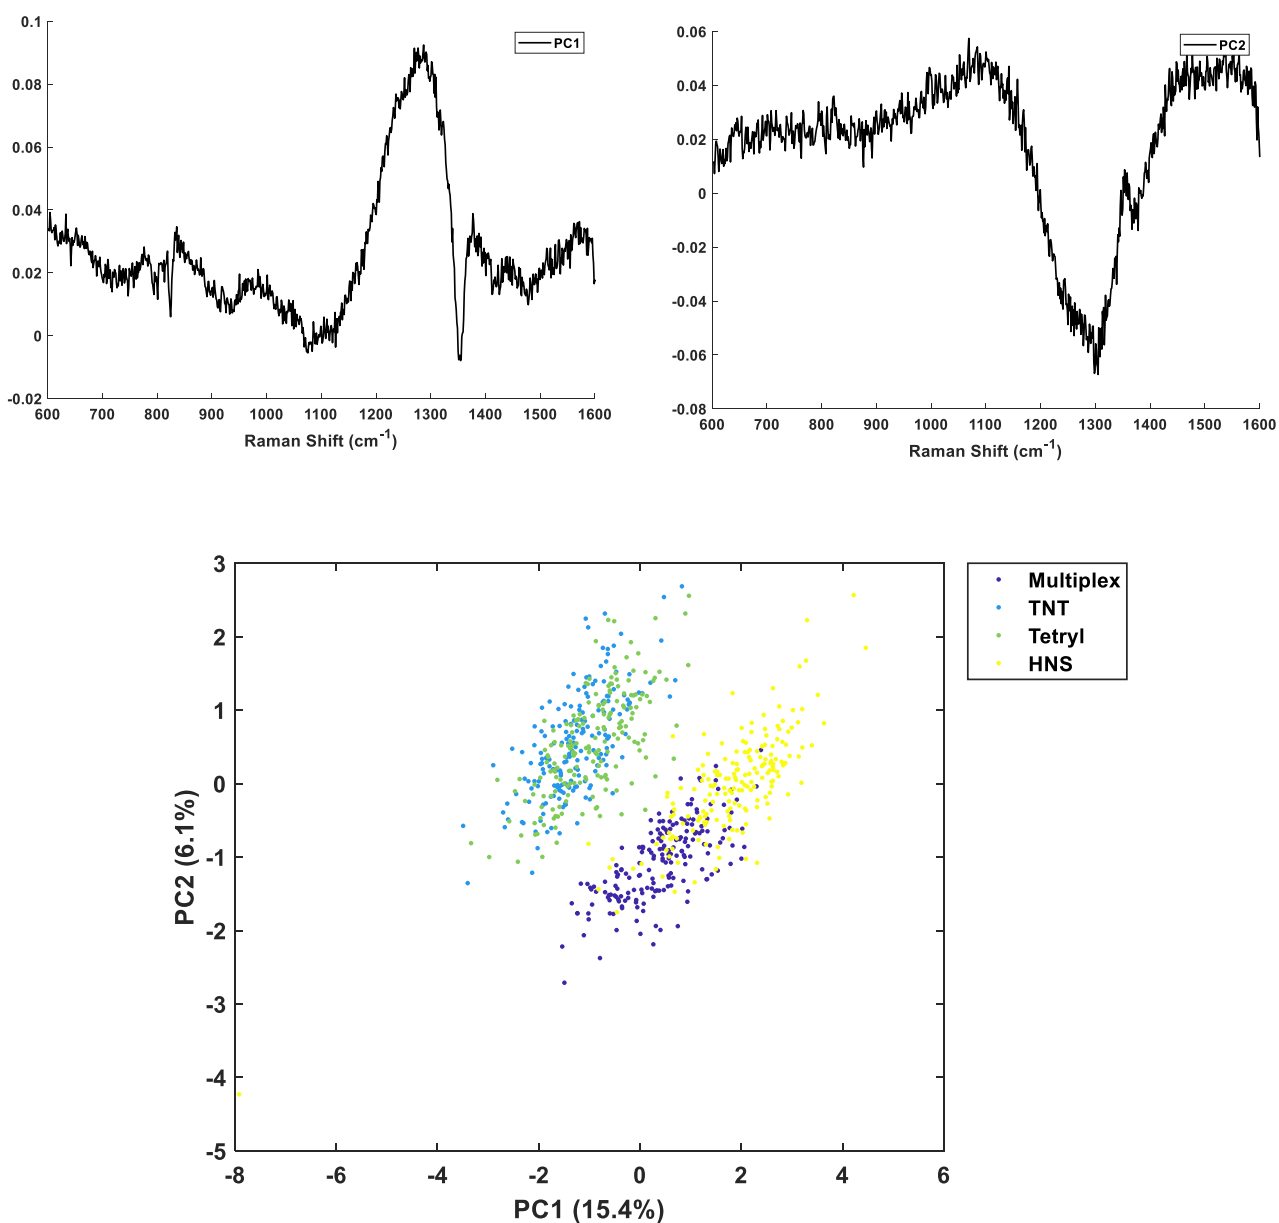 0.1
0.08
0.06
0.04
0.02
0
-0.02
600 700 800 900 1000 1100 1200 1300 1400 1500 1600
Raman Shift (cm-1)
PC1
0.06
0.04
0.02
0
-0.02
-0.04
-0.06
-0.08
600 700 800 900 1000 1100 1200 1300 1400 1500 1600
Raman Shift (cm-1)
PC2
3
2
1
0
-1
-2
-3
-4
-5
-8 -6 -4 -2 0 2 4 6
PC1 (15.4%)
PC2 (6.1%)
Multiplex
TNT
Tetryl
HNS